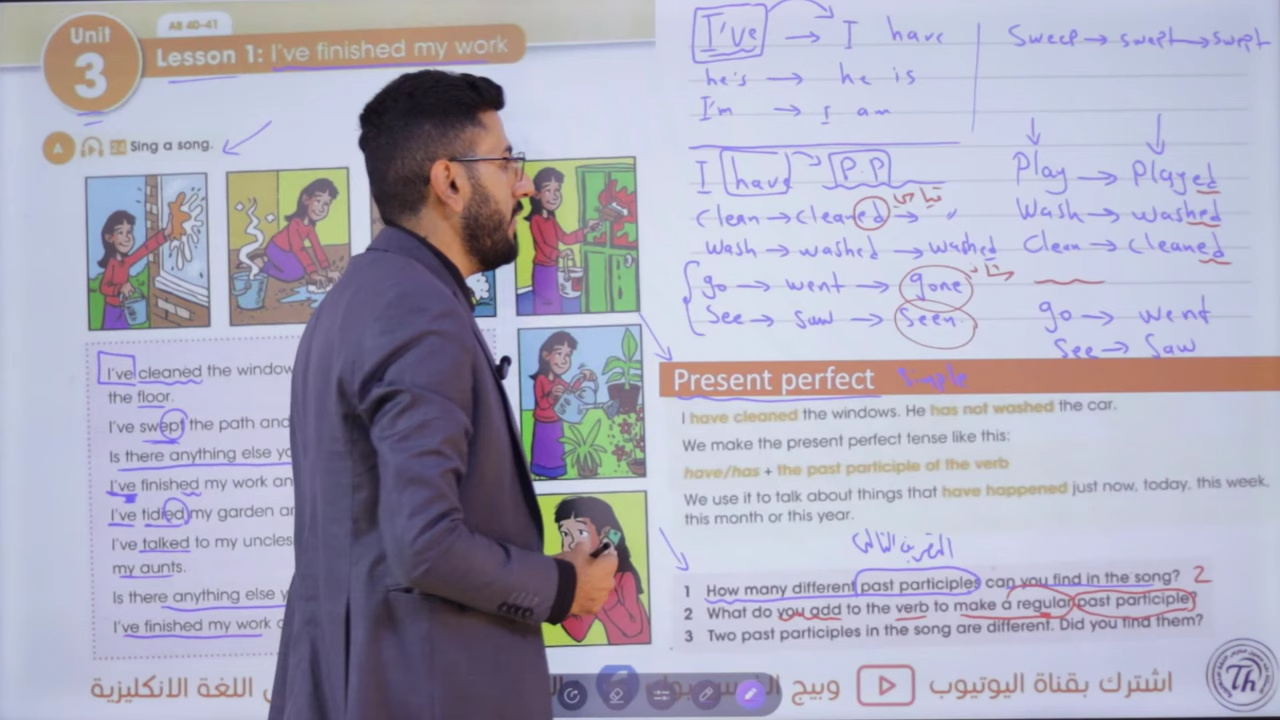 Unit
3
AB 40-41
Lesson 1: I've finished my work
A
24 Sing a song.
I've cleaned the window
the floor.
I've swept the path and
Is there anything else yo
I've finished my work an
I've tidied my garden ar
I've talked to my uncles
my aunts.
Is there anything else y
I've finished my work
I've → I have
he's → he is
I'm → I am
Sweep → swept → swept
I have P.P
clean → cleaned →
wash → washed → washed
go → went → gone
See → saw → Seen
Play → Played
Wash → washed
Clean → cleaned
go → went
See → Saw
Present perfect simple
I have cleaned the windows. He has not washed the car.
We make the present perfect tense like this:
have/has + the past participle of the verb
We use it to talk about things that have happened just now, today, this week,
this month or this year.
1 How many different past participles can you find in the song? 2
2 What do you add to the verb to make a regular past participle?
3 Two past participles in the song are different. Did you find them?
اشترك بقناة اليوتيوب
وبيج
اللغة الانكليزية
Th